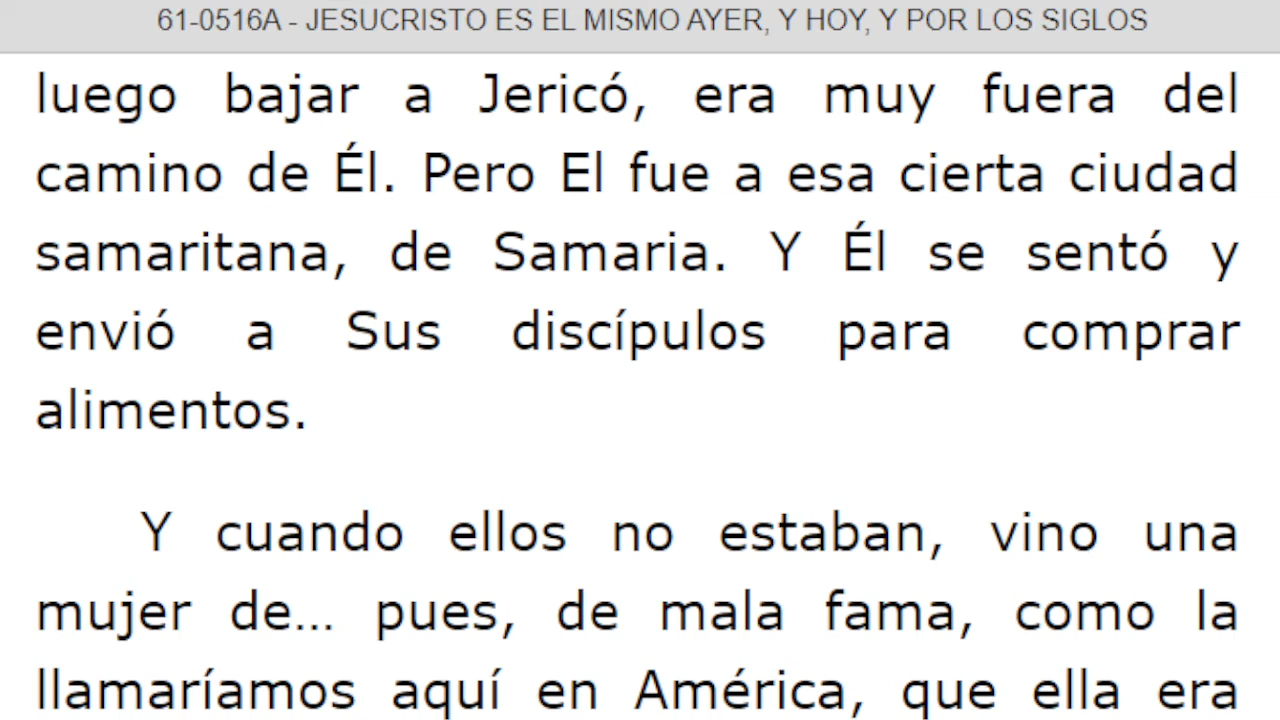 61-0516A - JESUCRISTO ES EL MISMO AYER, Y HOY, Y POR LOS SIGLOS
luego bajar a Jericó, era muy fuera del
camino de Él. Pero El fue a esa cierta ciudad
samaritana, de Samaria. Y Él se sentó y
envió a Sus discípulos para comprar
alimentos.
Y cuando ellos no estaban, vino una
mujer de... pues, de mala fama, como la
llamaríamos aquí en América, que ella era